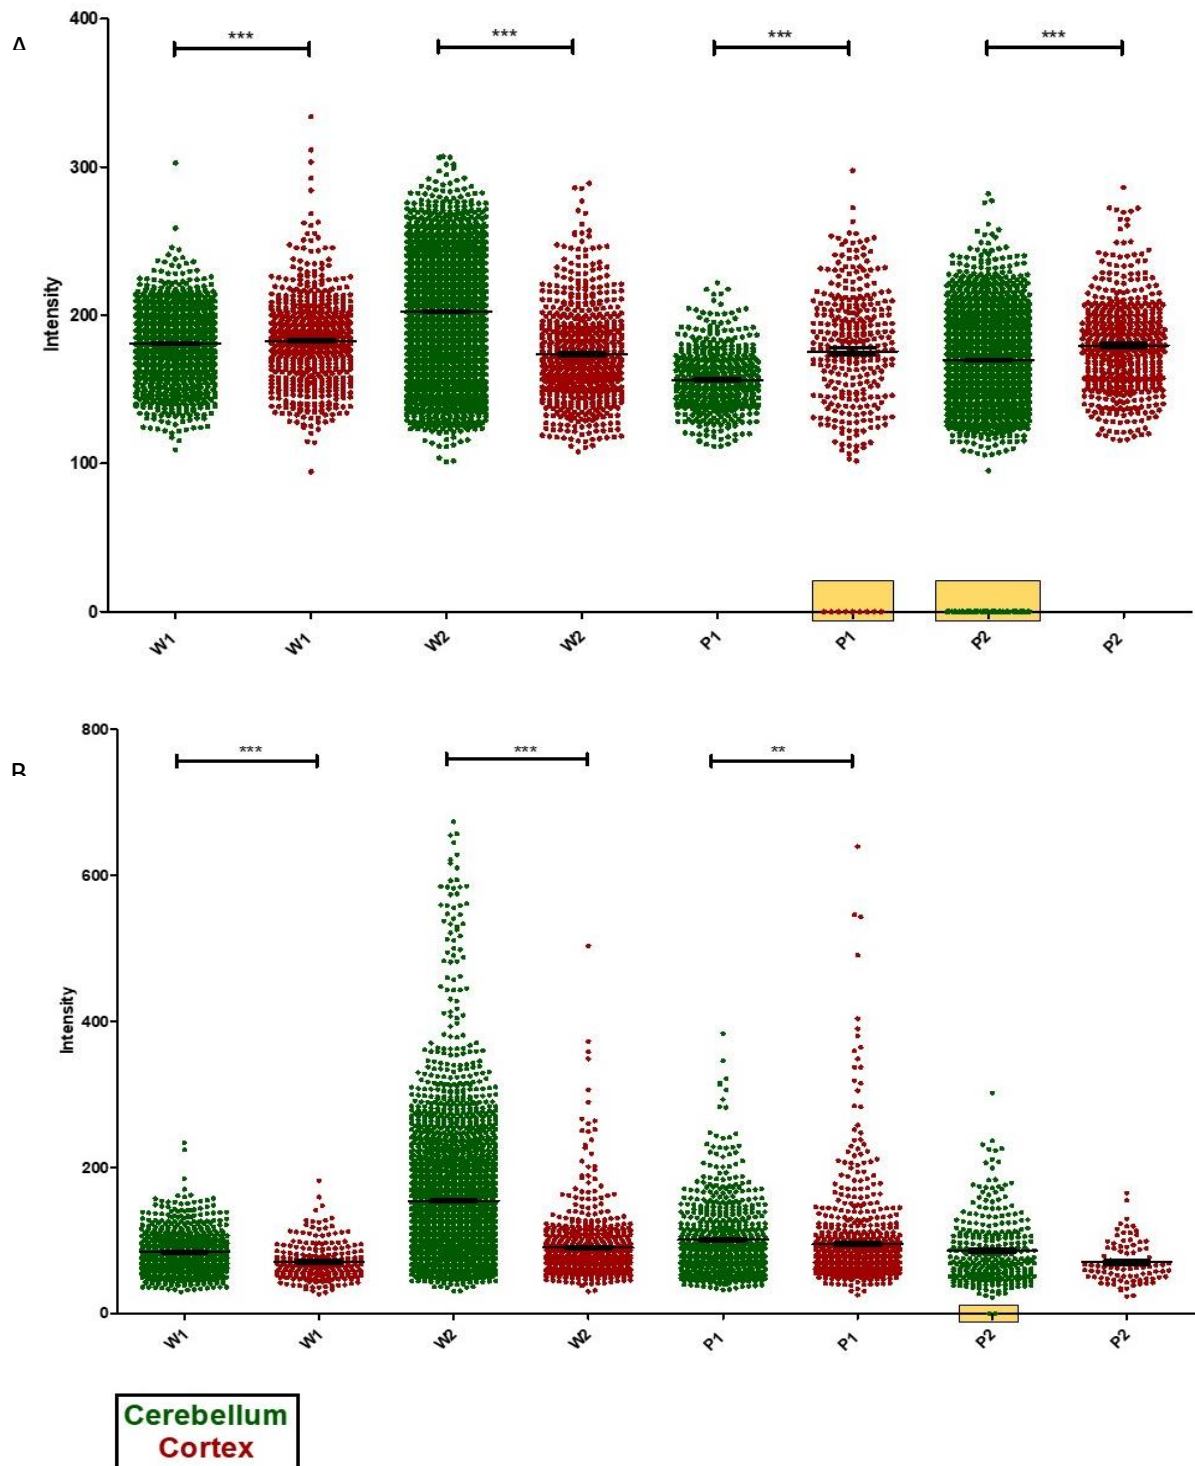 A
400
300
200
100
0
Intensity
*** *** *** ***
W1 W1 W2 W2 P1 P1 P2 P2
B
800
600
400
200
0
Intensity
*** *** **
W1 W1 W2 W2 P1 P1 P2 P2
Cerebellum
Cortex